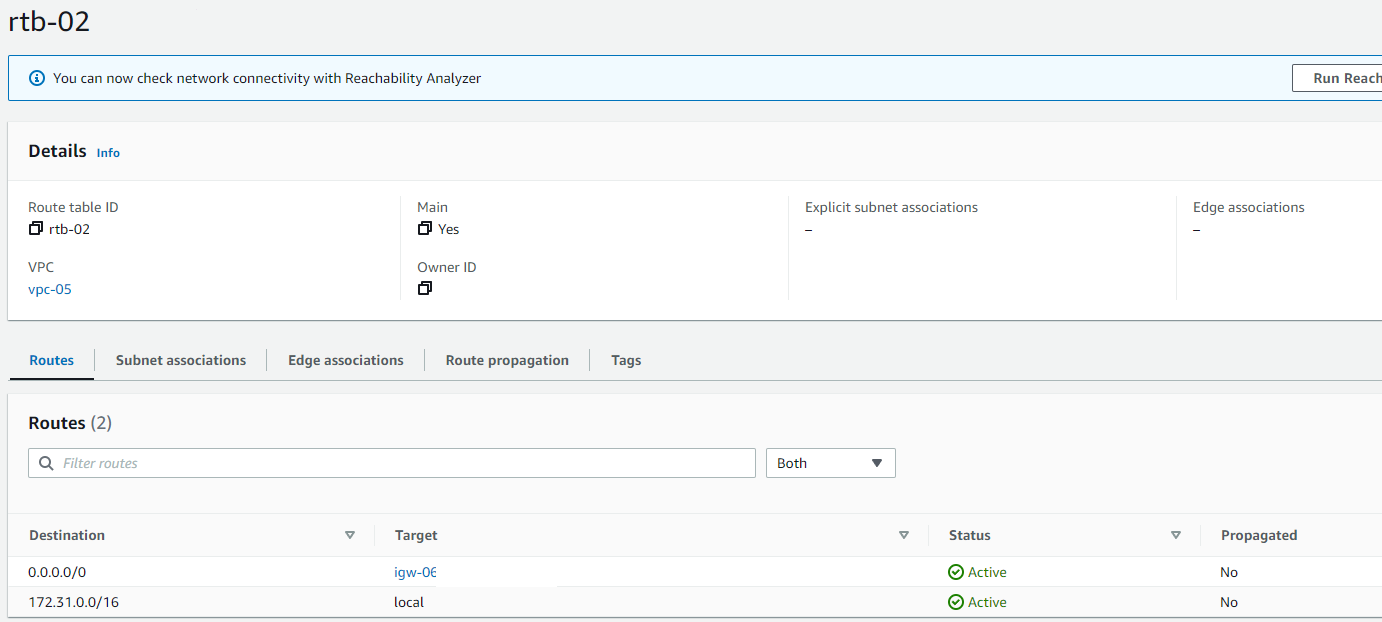 rtb-02
You can now check network connectivity with Reachability Analyzer
Run Reach
Details Info
Route table ID
rtb-02
Main
Yes
Explicit subnet associations
–
Edge associations
–
VPC
vpc-05
Owner ID
Routes Subnet associations Edge associations Route propagation Tags
Routes (2)
Filter routes Both
Destination Target Status Propagated
0.0.0.0/0 igw-06 Active No
172.31.0.0/16 local Active No